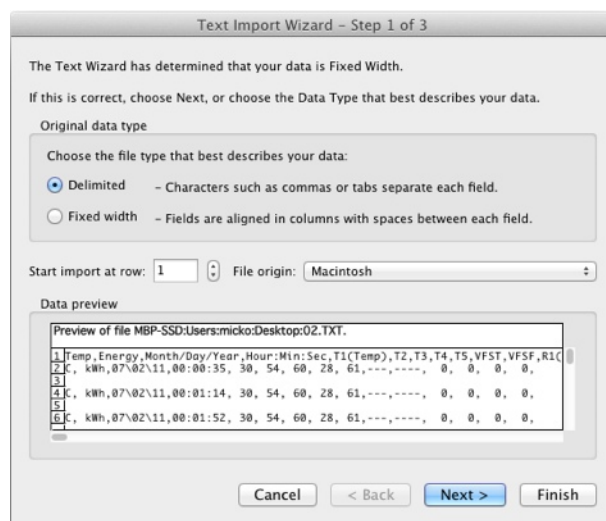 Text Import Wizard – Step 1 of 3
The Text Wizard has determined that your data is Fixed Width.
If this is correct, choose Next, or choose the Data Type that best describes your data.
Original data type
Choose the file type that best describes your data:
Delimited – Characters such as commas or tabs separate each field.
Fixed width – Fields are aligned in columns with spaces between each field.
Start import at row: 1 File origin: Macintosh
Data preview
Preview of file MBP-SSD:Users:micko:Desktop:02.TXT.
1 Temp,Energy,Month/Day/Year,Hour:Min:Sec,T1(Temp),T2,T3,T4,T5,VFST,VFSF,R1(
2 C, kWh,07\02\11,00:00:35, 30, 54, 60, 28, 61,---,----, 0, 0, 0, 0,
3
4 C, kWh,07\02\11,00:01:14, 30, 54, 60, 28, 61,---,----, 0, 0, 0, 0,
5
6 C, kWh,07\02\11,00:01:52, 30, 54, 60, 28, 61,---,----, 0, 0, 0, 0,
Cancel < Back Next > Finish